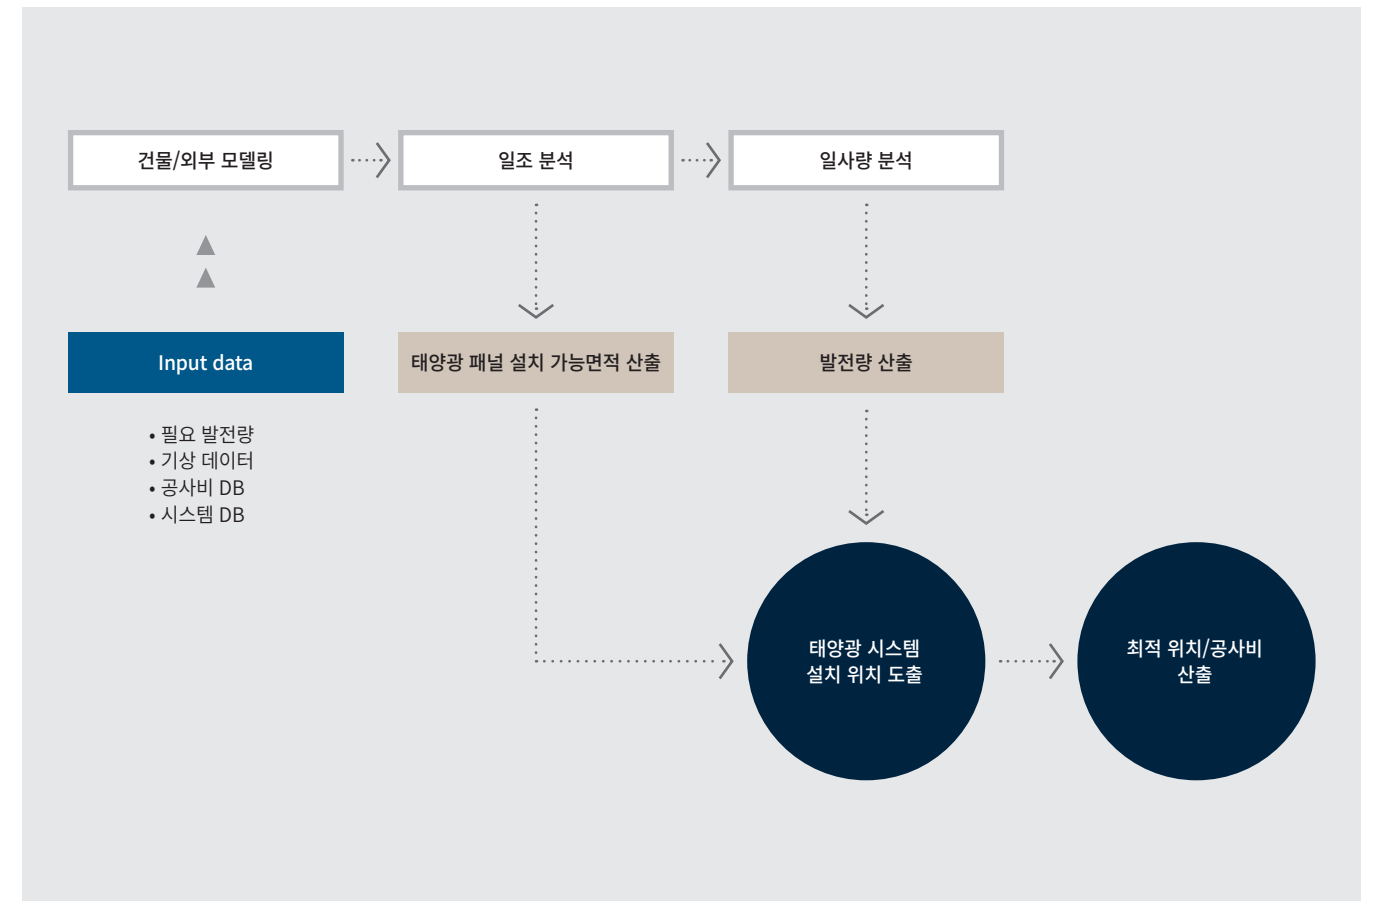 건물/외부 모델링
일조 분석
일사량 분석
Input data
태양광 패널 설치 가능면적 산출
발전량 산출
• 필요 발전량
• 기상 데이터
• 공사비 DB
• 시스템 DB
태양광 시스템
설치 위치 도출
최적 위치/공사비
산출